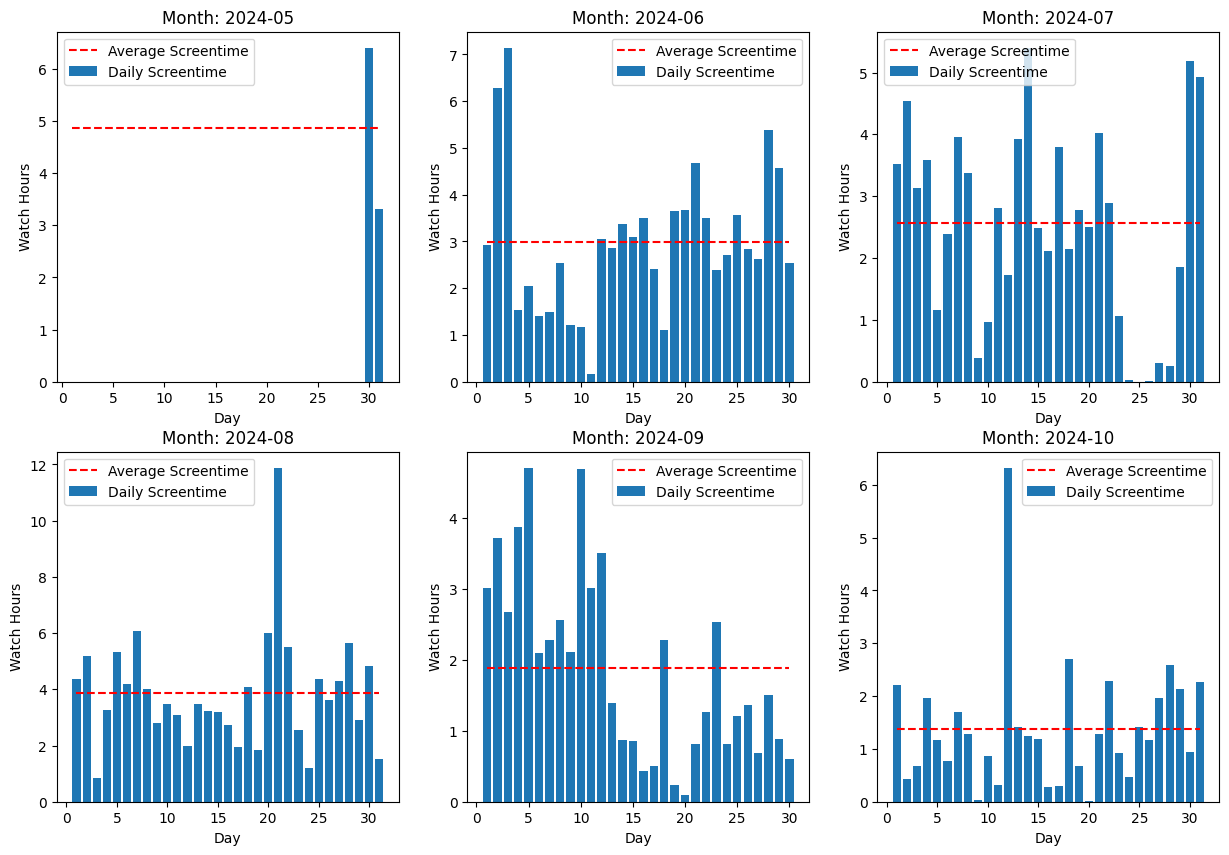 Month: 2024-05
Average Screentime
Daily Screentime
Watch Hours
6
5
4
3
2
1
0
0 5 10 15 20 25 30
Day
Month: 2024-06
Average Screentime
Daily Screentime
Watch Hours
7
6
5
4
3
2
1
0
0 5 10 15 20 25 30
Day
Month: 2024-07
Average Screentime
Daily Screentime
Watch Hours
5
4
3
2
1
0
0 5 10 15 20 25 30
Day
Month: 2024-08
Average Screentime
Daily Screentime
Watch Hours
12
10
8
6
4
2
0
0 5 10 15 20 25 30
Day
Month: 2024-09
Average Screentime
Daily Screentime
Watch Hours
4
3
2
1
0
0 5 10 15 20 25 30
Day
Month: 2024-10
Average Screentime
Daily Screentime
Watch Hours
6
5
4
3
2
1
0
0 5 10 15 20 25 30
Day